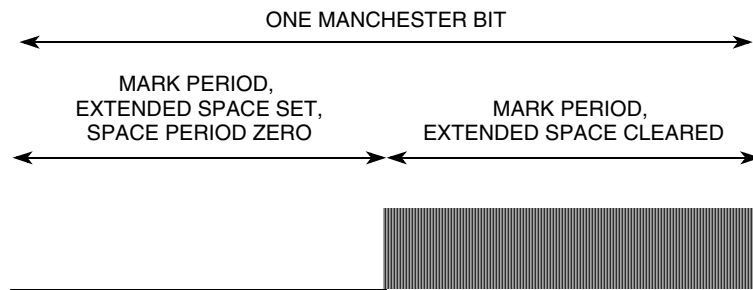 ONE MANCHESTER BIT
MARK PERIOD,
EXTENDED SPACE SET,
SPACE PERIOD ZERO
MARK PERIOD,
EXTENDED SPACE CLEARED